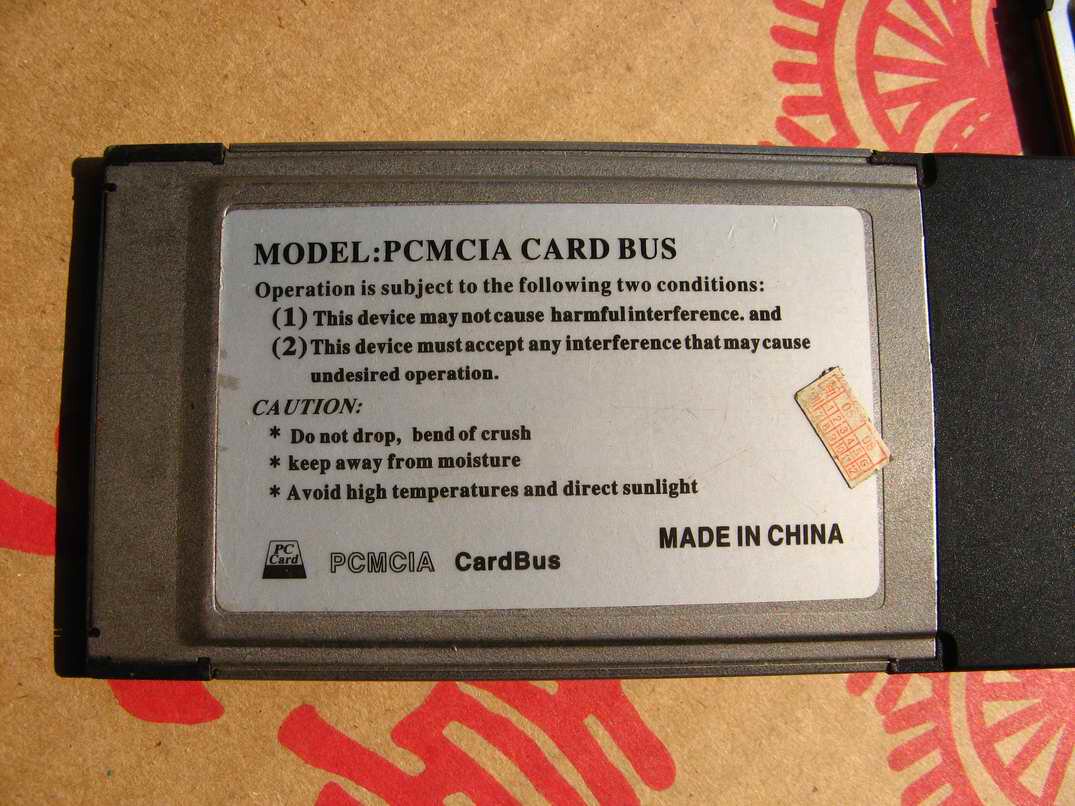 MODEL:PCMCIA CARD BUS
Operation is subject to the following two conditions:
(1) This device may not cause harmful interference. and
(2) This device must accept any interference that may cause
undesired operation.
CAUTION:
* Do not drop, bend of crush
* keep away from moisture
* Avoid high temperatures and direct sunlight
MADE IN CHINA
PC
Card
PCMCIA CardBus